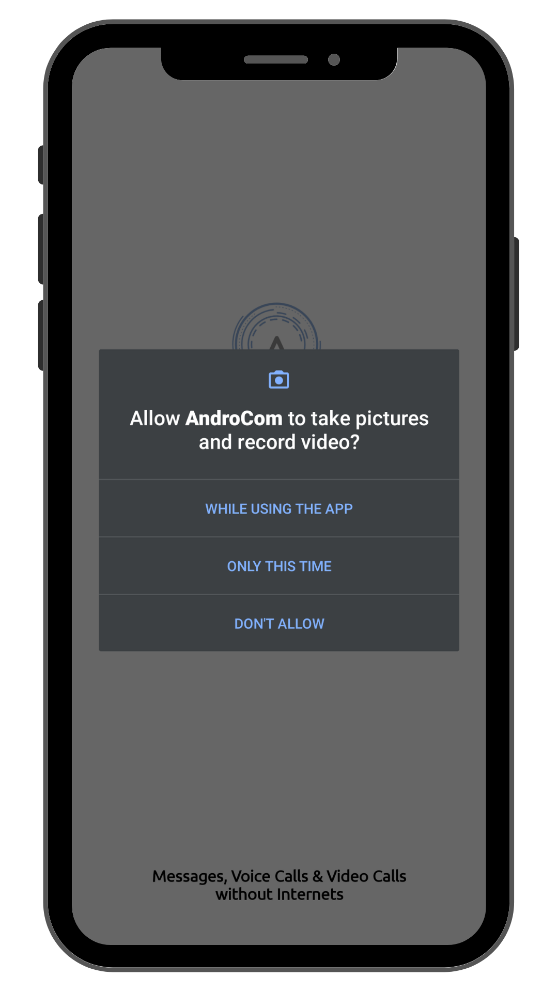 Allow AndroCom to take pictures
and record video?
WHILE USING THE APP
ONLY THIS TIME
DON'T ALLOW
Messages, Voice Calls & Video Calls
without Internets